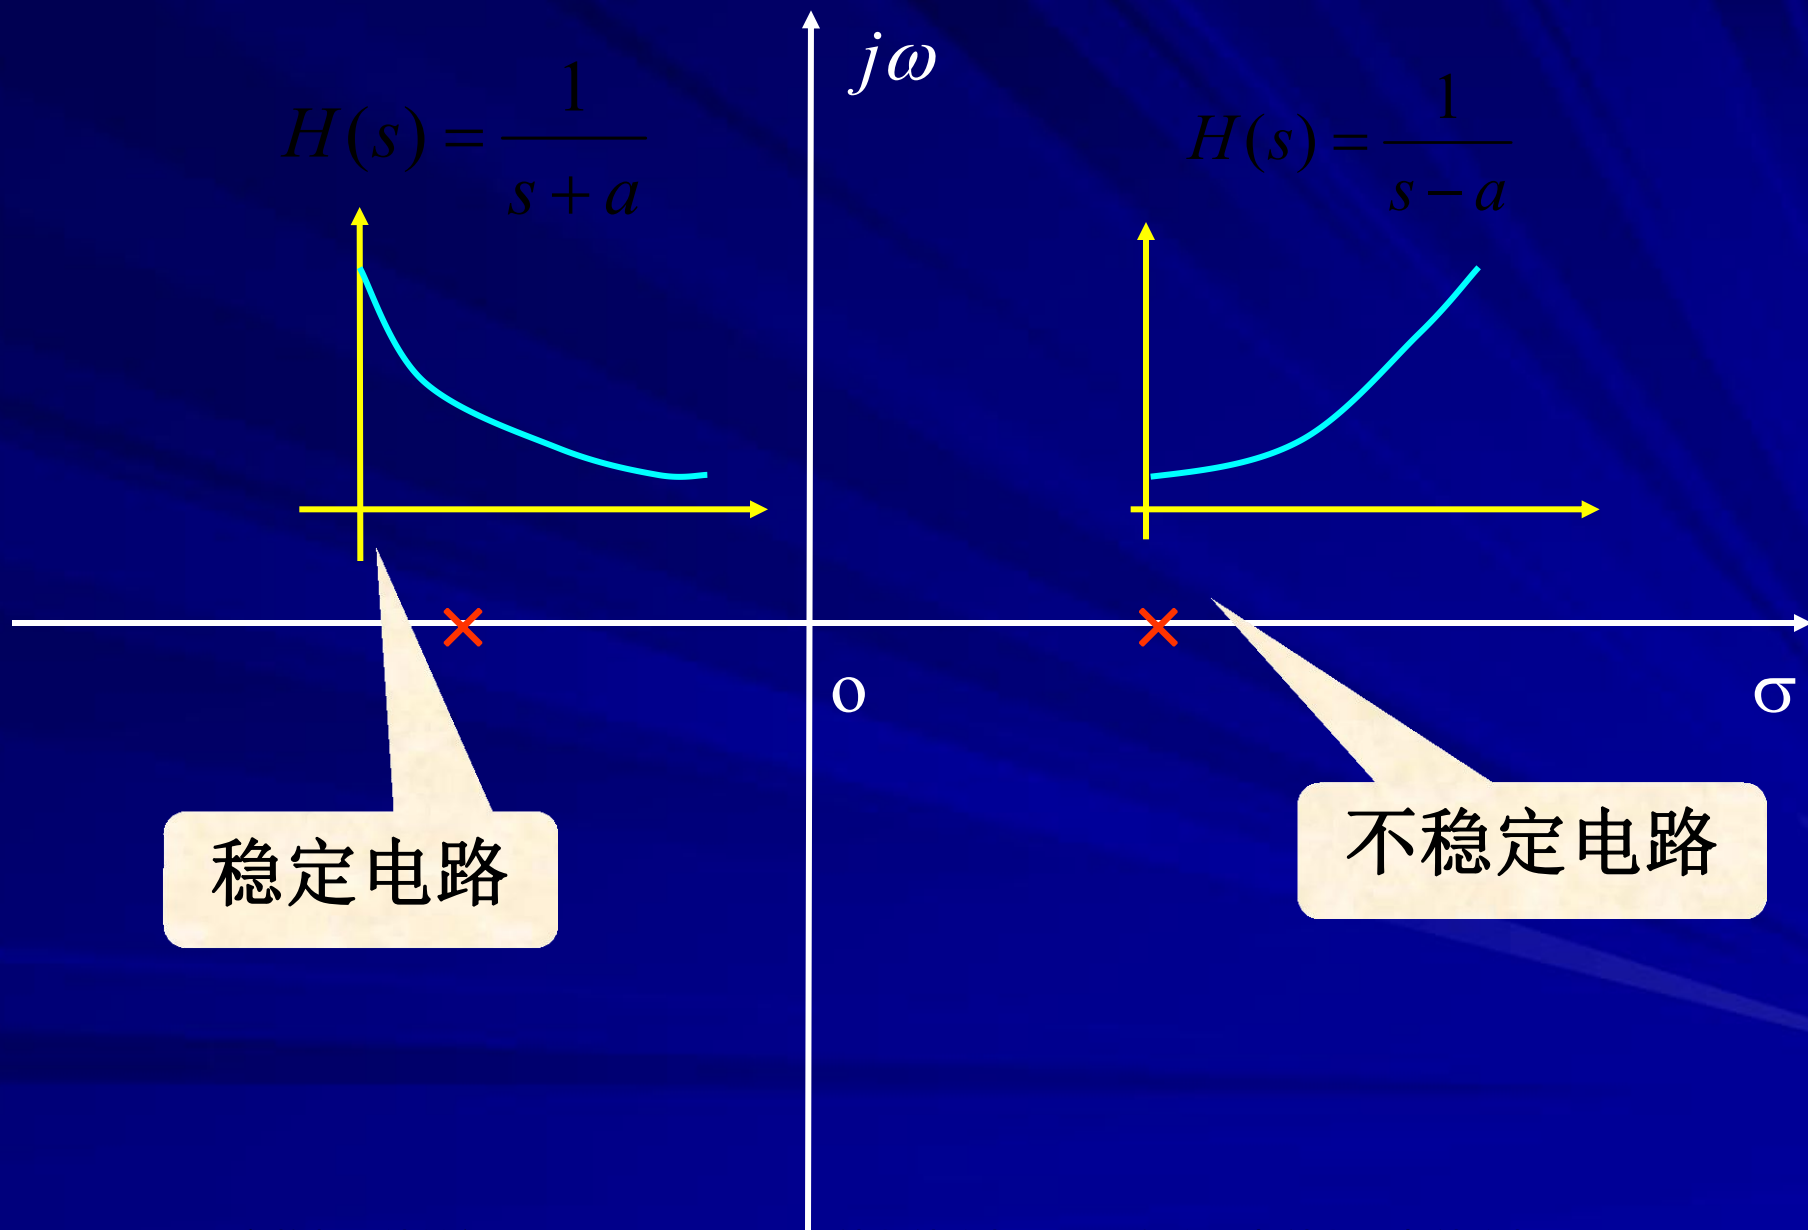 jω
H(s) = 1/(s + a)
H(s) = 1/(s − a)
o
σ
稳定电路
不稳定电路